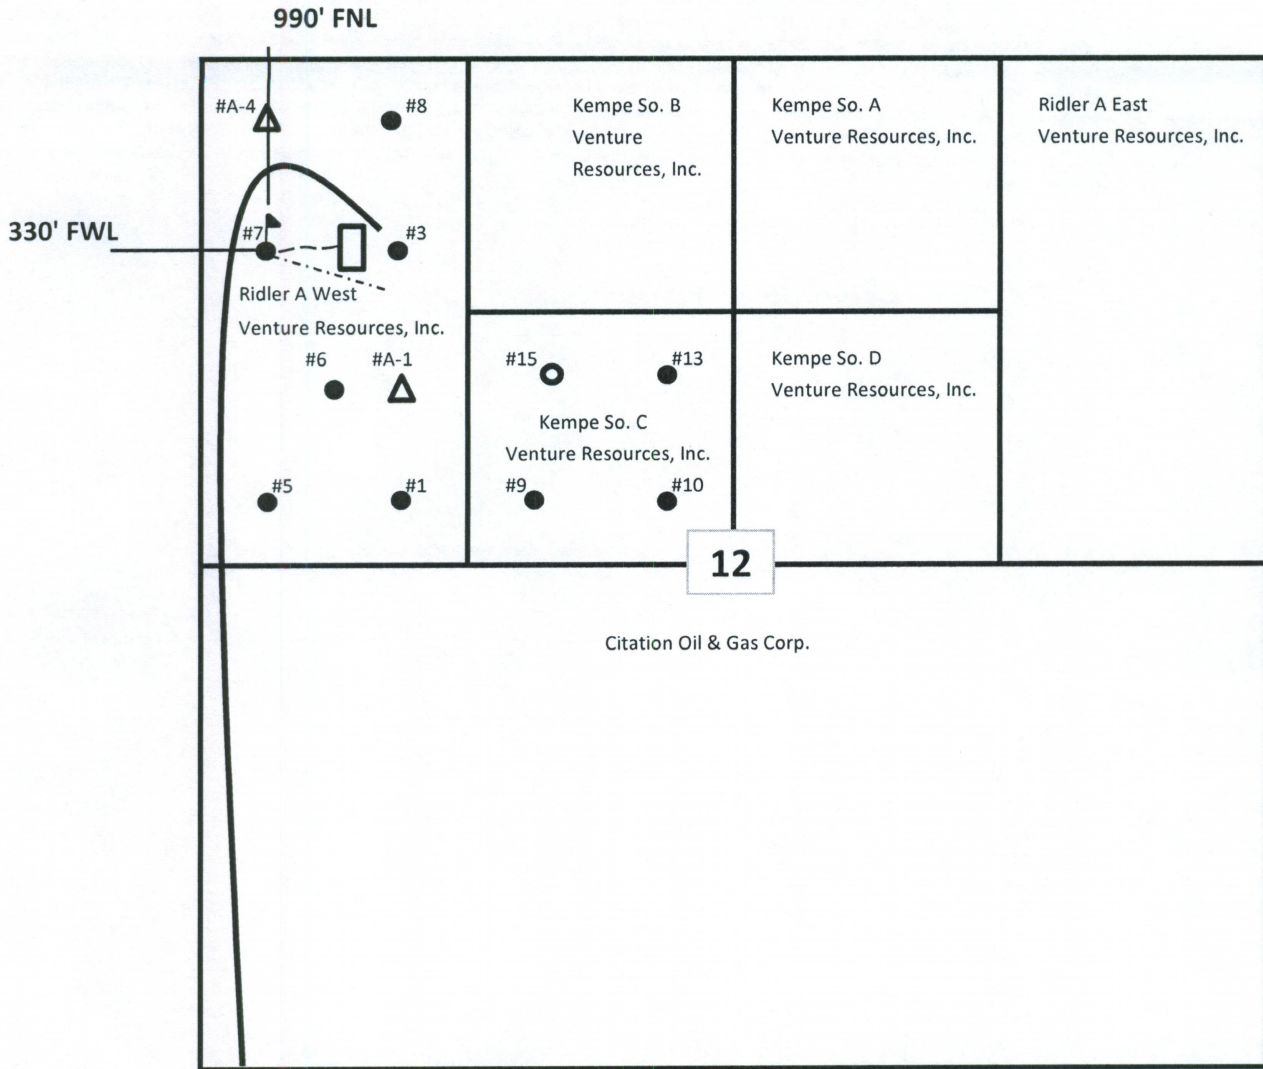 990' FNL
#A-4
#8
Kempe So. B
Venture
Resources, Inc.
Kempe So. A
Venture Resources, Inc.
Ridler A East
Venture Resources, Inc.
330' FWL
#7
#3
Ridler A West
Venture Resources, Inc.
#6
#A-1
#15
#13
Kempe So. D
Venture Resources, Inc.
Kempe So. C
Venture Resources, Inc.
#5
#1
#9
#10
12
Citation Oil & Gas Corp.